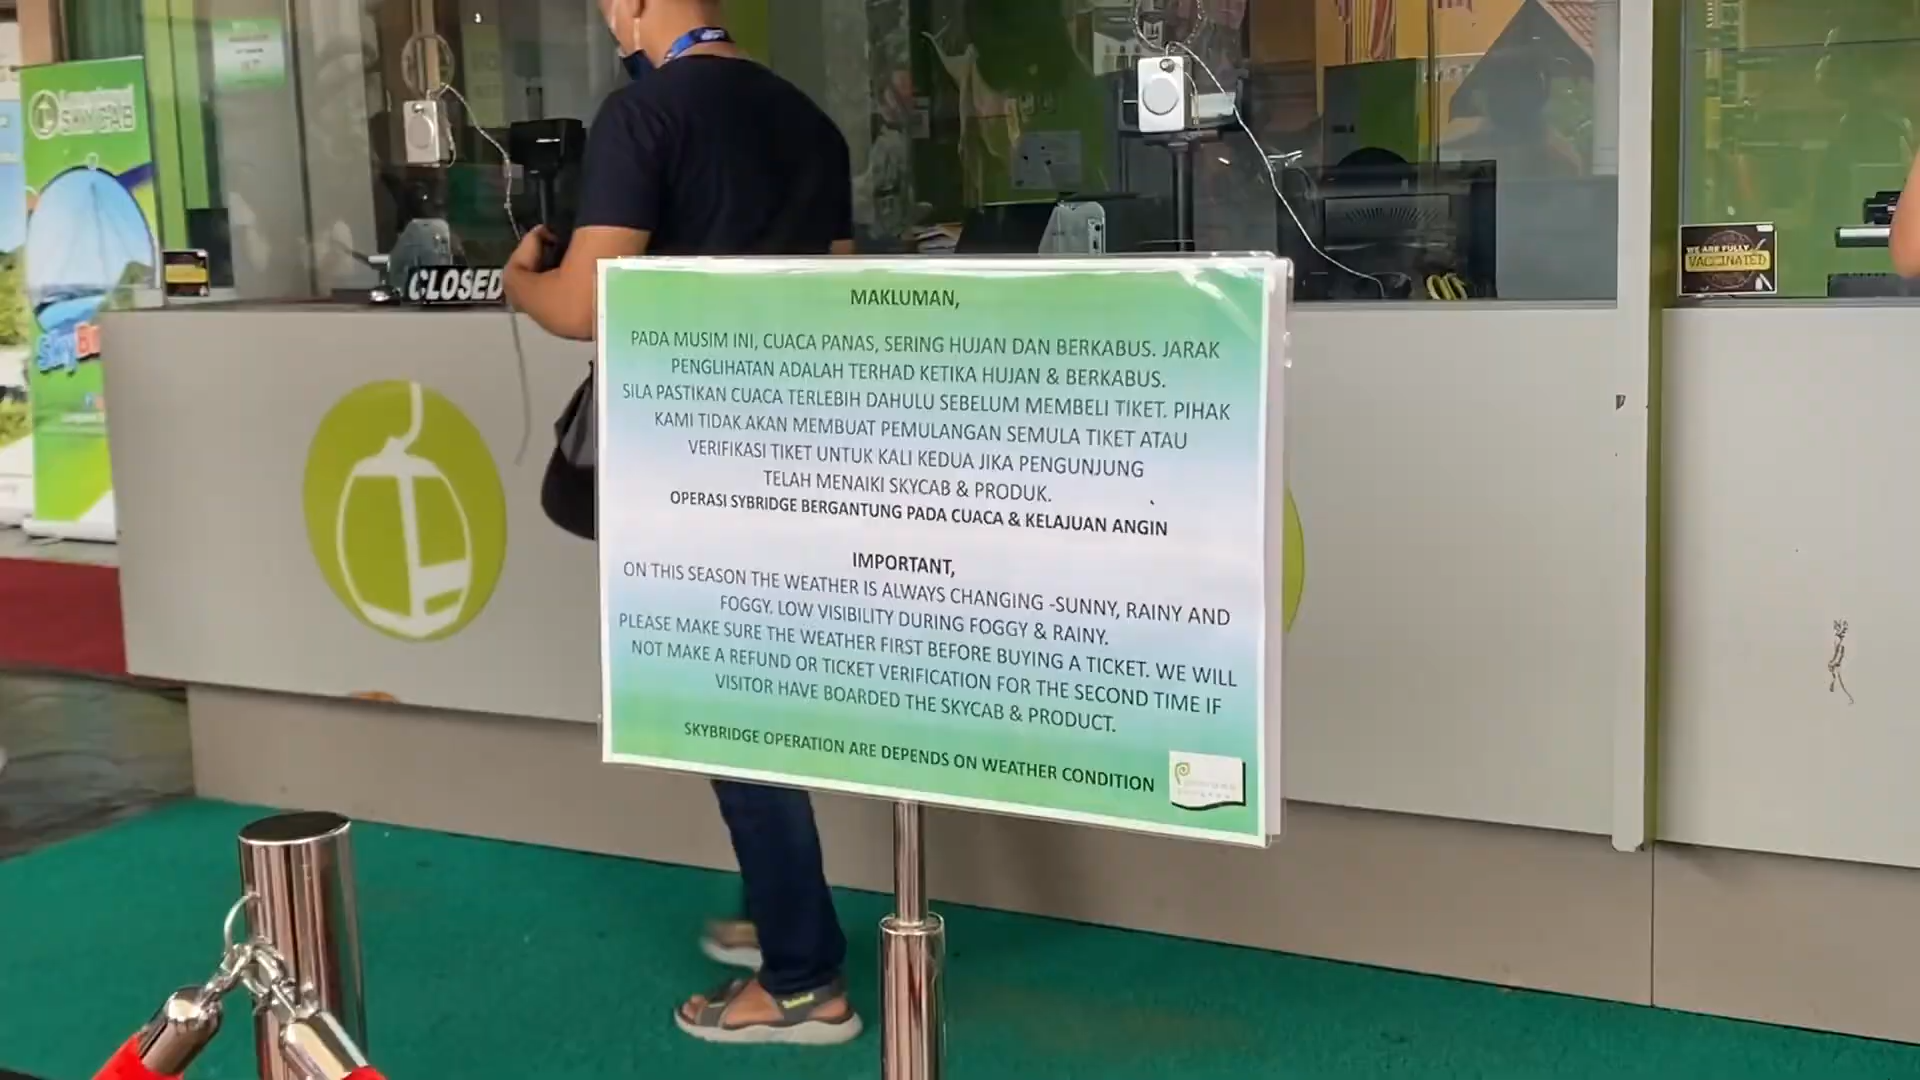 SKYCAB
CLOSED
WE ARE FULLY
VACCINATED
MAKLUMAN,
PADA MUSIM INI, CUACA PANAS, SERING HUJAN DAN BERKABUS. JARAK
PENGLIHATAN ADALAH TERHAD KETIKA HUJAN & BERKABUS.
SILA PASTIKAN CUACA TERLEBIH DAHULU SEBELUM MEMBELI TIKET. PIHAK
KAMI TIDAK AKAN MEMBUAT PEMULANGAN SEMULA TIKET ATAU
VERIFIKASI TIKET UNTUK KALI KEDUA JIKA PENGUNJUNG
TELAH MENAIKI SKYCAB & PRODUK.
OPERASI SYBRIDGE BERGANTUNG PADA CUACA & KELAJUAN ANGIN
IMPORTANT,
ON THIS SEASON THE WEATHER IS ALWAYS CHANGING -SUNNY, RAINY AND
FOGGY. LOW VISIBILITY DURING FOGGY & RAINY.
PLEASE MAKE SURE THE WEATHER FIRST BEFORE BUYING A TICKET. WE WILL
NOT MAKE A REFUND OR TICKET VERIFICATION FOR THE SECOND TIME IF
VISITOR HAVE BOARDED THE SKYCAB & PRODUCT.
SKYBRIDGE OPERATION ARE DEPENDS ON WEATHER CONDITION